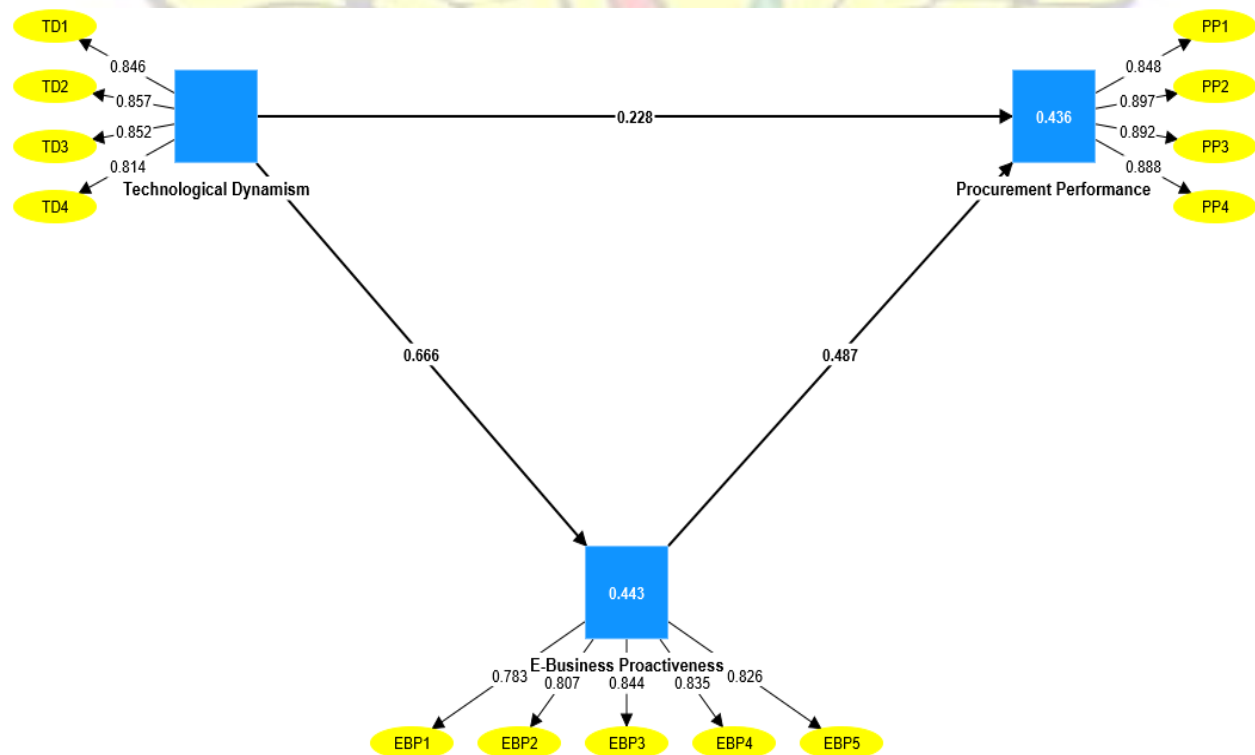 TD1
PP1
0.846
0.848
TD2
PP2
0.857
0.897
0.228
0.436
0.852
0.892
TD3
PP3
0.814
0.888
Technological Dynamism
Procurement Performance
TD4
PP4
0.666
0.487
0.443
E-Business Proactiveness
0.783
0.807
0.844
0.835
0.826
EBP1
EBP2
EBP3
EBP4
EBP5